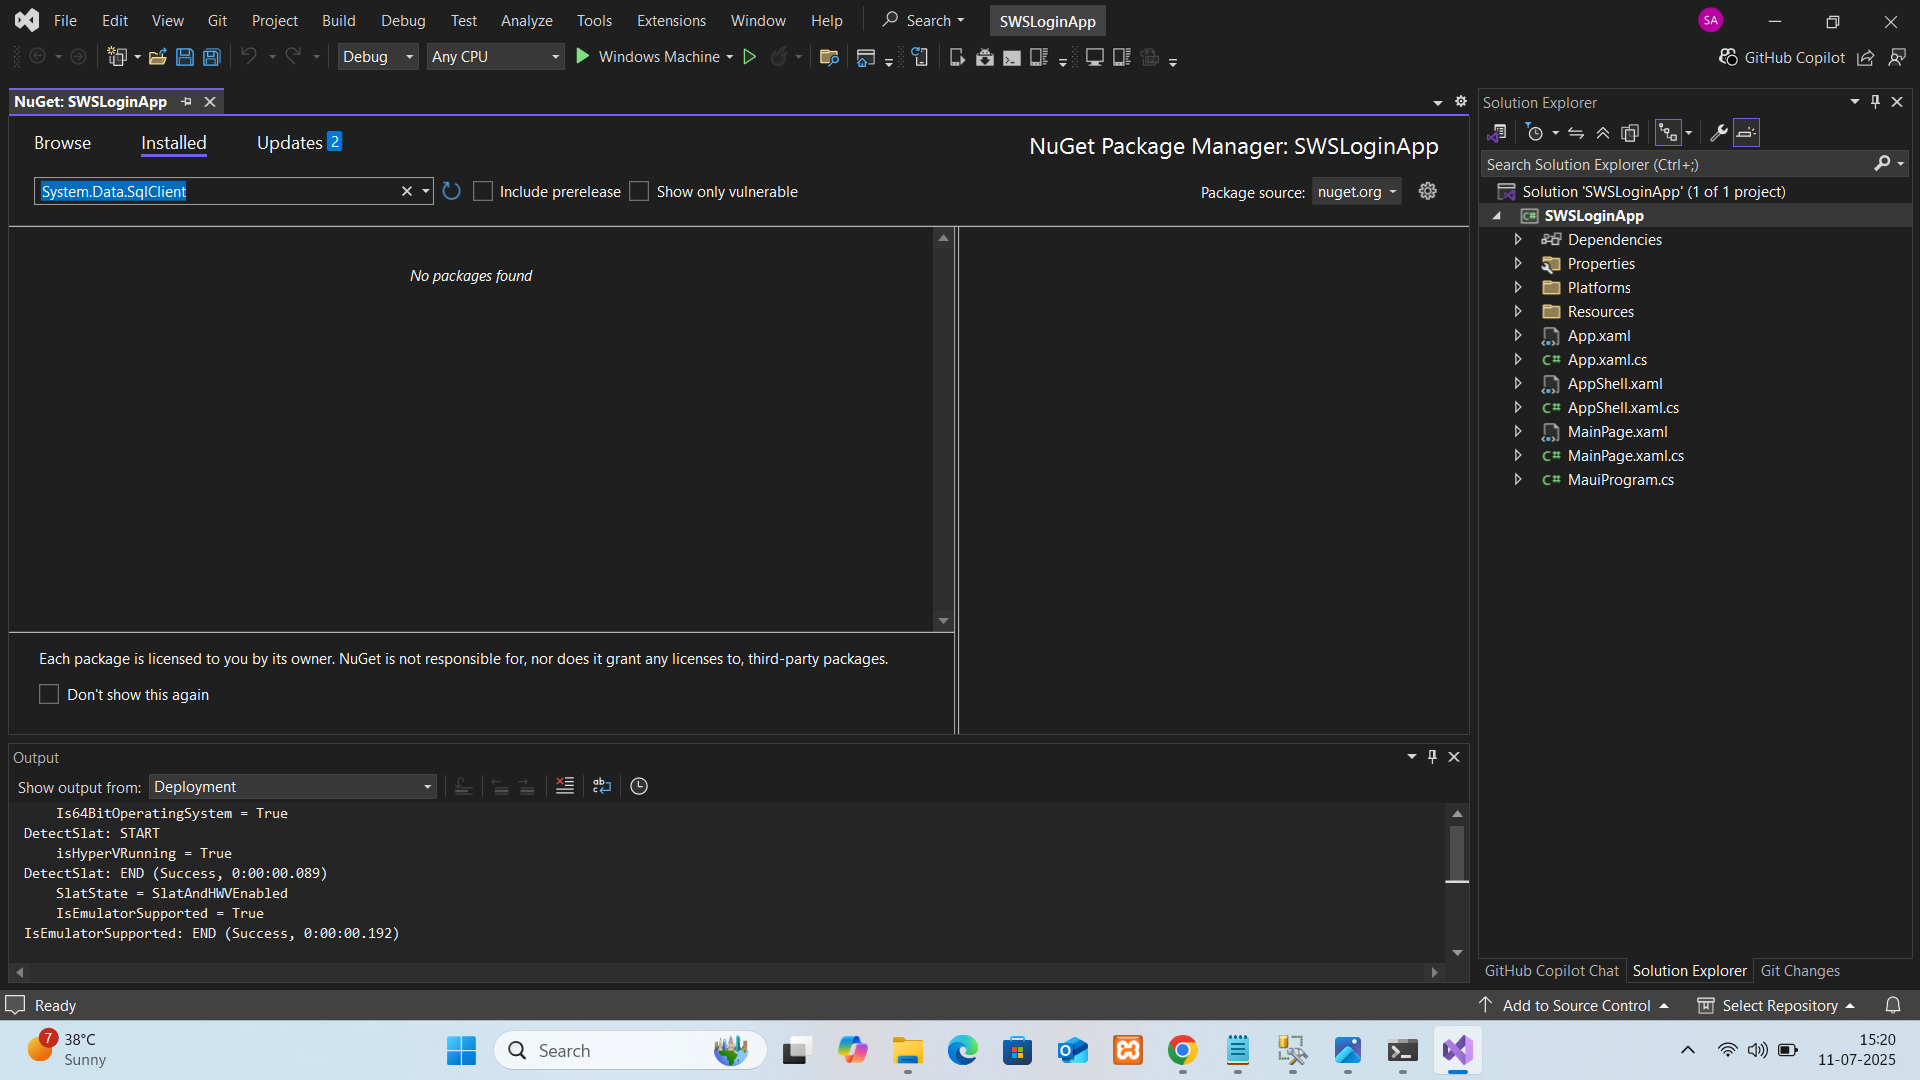 File Edit View Git Project Build Debug Test Analyze Tools Extensions Window Help Search SWSLoginApp SA
Debug Any CPU Windows Machine GitHub Copilot
NuGet: SWSLoginApp
Browse Installed Updates 2
NuGet Package Manager: SWSLoginApp
System.Data.SqlClient Include prerelease Show only vulnerable Package source: nuget.org
No packages found
Each package is licensed to you by its owner. NuGet is not responsible for, nor does it grant any licenses to, third-party packages.
Don't show this again
Output
Show output from: Deployment
Is64BitOperatingSystem = True
DetectSlat: START
isHyperVRunning = True
DetectSlat: END (Success, 0:00:00.089)
SlatState = SlatAndHWVEnabled
IsEmulatorSupported = True
IsEmulatorSupported: END (Success, 0:00:00.192)
Solution Explorer
Search Solution Explorer (Ctrl+;)
Solution 'SWSLoginApp' (1 of 1 project)
SWSLoginApp
Dependencies
Properties
Platforms
Resources
App.xaml
C# App.xaml.cs
AppShell.xaml
C# AppShell.xaml.cs
MainPage.xaml
C# MainPage.xaml.cs
C# MauiProgram.cs
GitHub Copilot Chat Solution Explorer Git Changes
Ready Add to Source Control Select Repository
7 38°C
Sunny
Search
15:20
11-07-2025